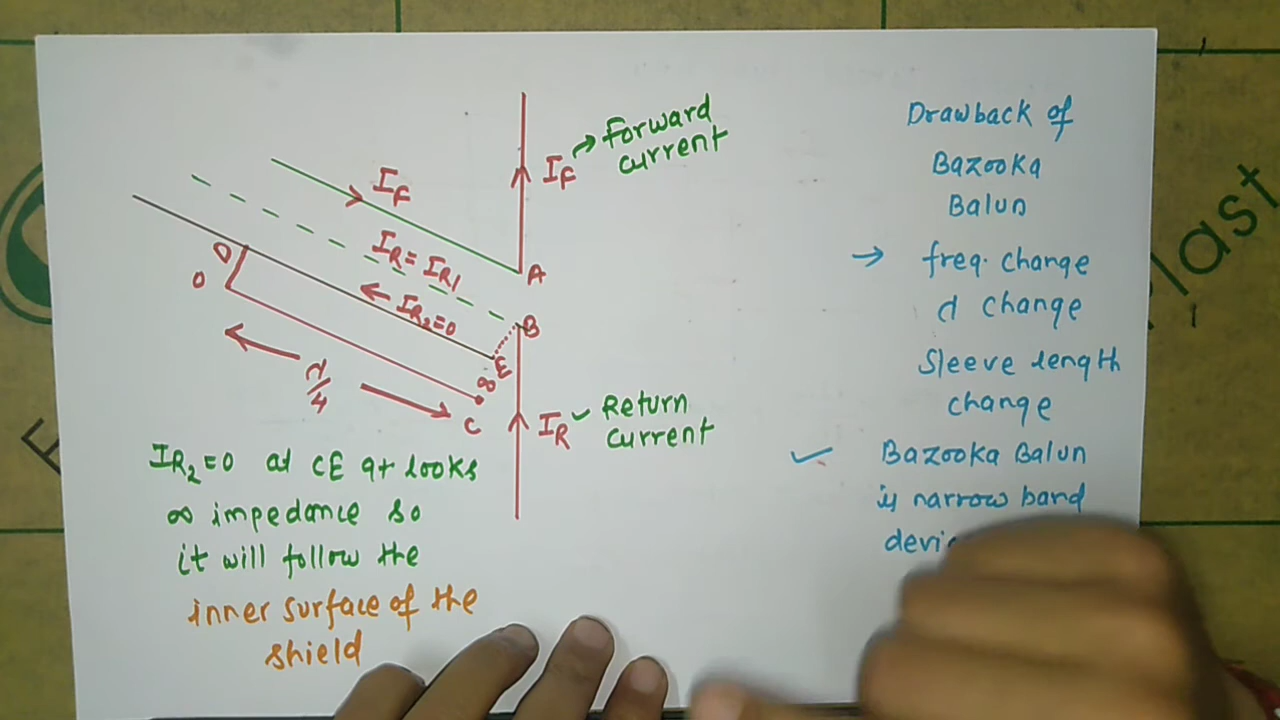 IF → Forward
current
IF
A
IR = IR1
IR2=0
B
D
O
E
∞
C
λ/4
IR Return
current
IR2=0 at CE qt looks
∞ impedance so
it will follow the
inner surface of the
shield
Drawback of
Bazooka
Balun
→ freq. change
d change
Sleeve length
change
✓ Bazooka Balun
is narrow band
last